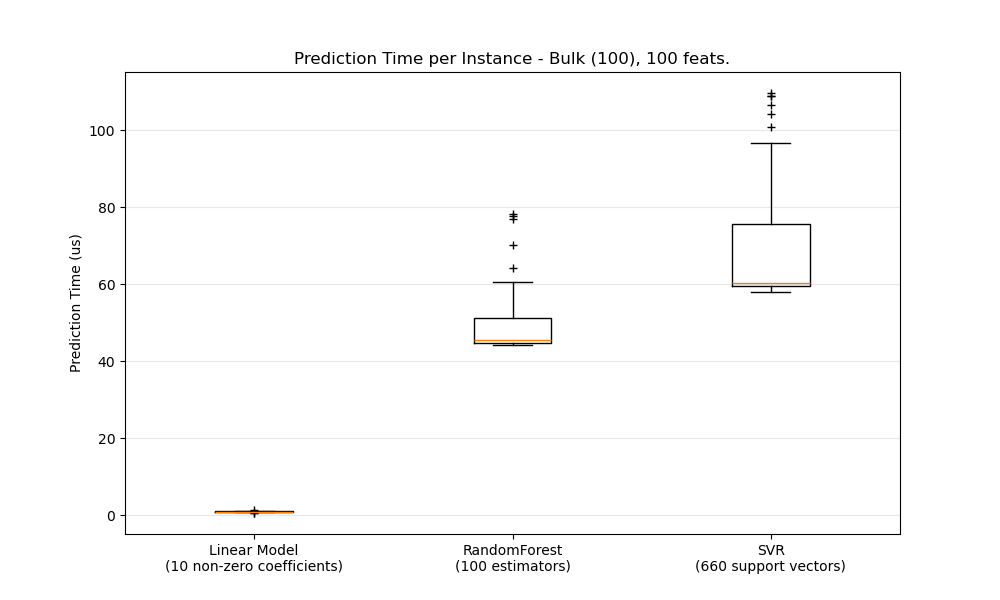 Prediction Time per Instance - Bulk (100), 100 feats.
Prediction Time (us)
100
80
60
40
20
0
Linear Model
(10 non-zero coefficients)
RandomForest
(100 estimators)
SVR
(660 support vectors)